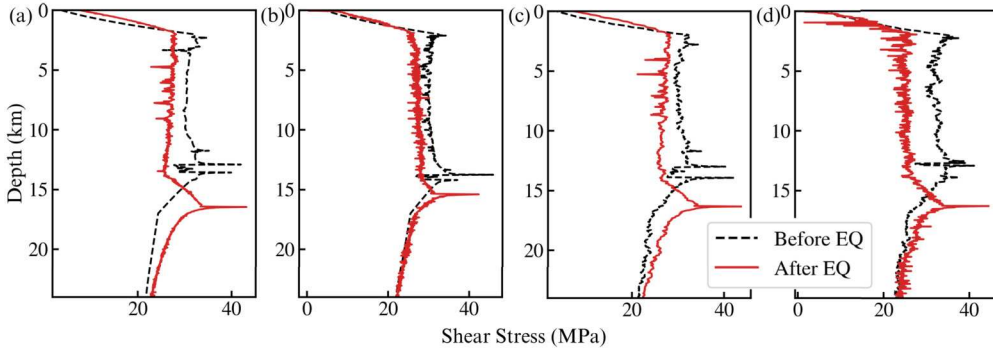 (a) (b) (c) (d)
0 0 0 0
5 5 5 5
10 10 10 10
15 15 15 15
20 20 20 20
Depth (km)
Before EQ
After EQ
20 40 0 20 40 20 40 0 20 40
Shear Stress (MPa)